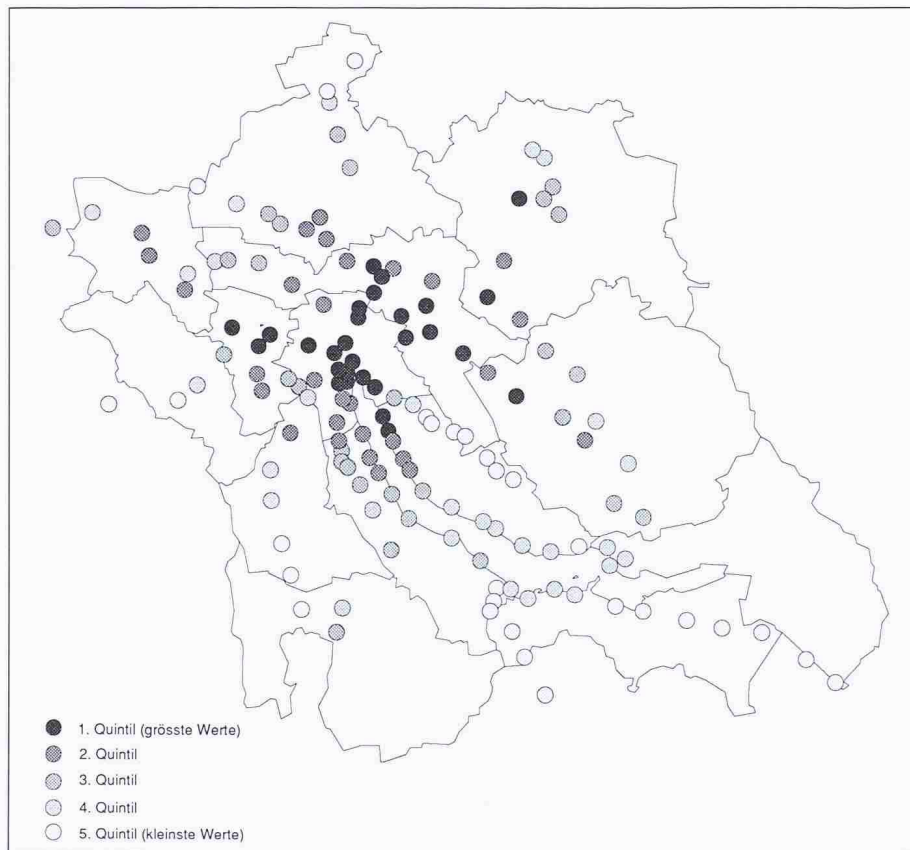 1. Quintil (grösste Werte)
2. Quintil
3. Quintil
4. Quintil
5. Quintil (kleinste Werte)